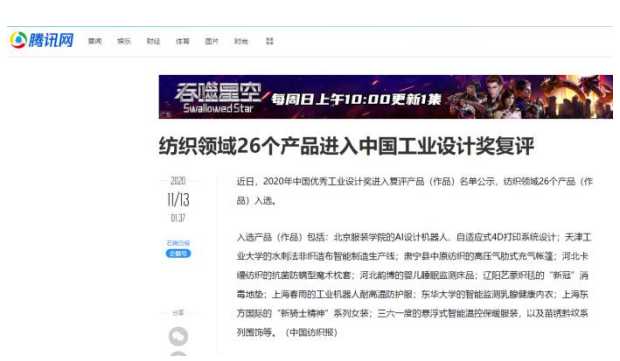 腾讯网 要闻 娱乐 财经 体育 图片 时尚
吞噬星空 每周日上午10:00更新1集
Swallowed Star
纺织领域26个产品进入中国工业设计奖复评
2020
11/13
01:37
企鹅号
分享
近日，2020年中国优秀工业设计奖进入复评产品（作品）名单公示，纺织领域26个产品（作
品）入选。
入选产品（作品）包括：北京服装学院的AI设计机器人、自适应式4D打印系统设计；天津工
业大学的水刺法非织造布智能制造生产线；肃宁县中原纺织的高压气肋式充气帐篷；河北卡
缦纺织的抗菌防螨型魔术枕套；河北韵博的婴儿睡眠监测床品；辽阳艺蒙织毯的“新冠”消
毒地垫；上海春雨的工业机器人耐高温防护服；东华大学的智能监测乳腺健康内衣；上海东
方国际的“新骑士精神”系列女装；三六一度的悬浮式智能温控保暖服装，以及苗绣黔纹系
列围饰等。（中国纺织报）